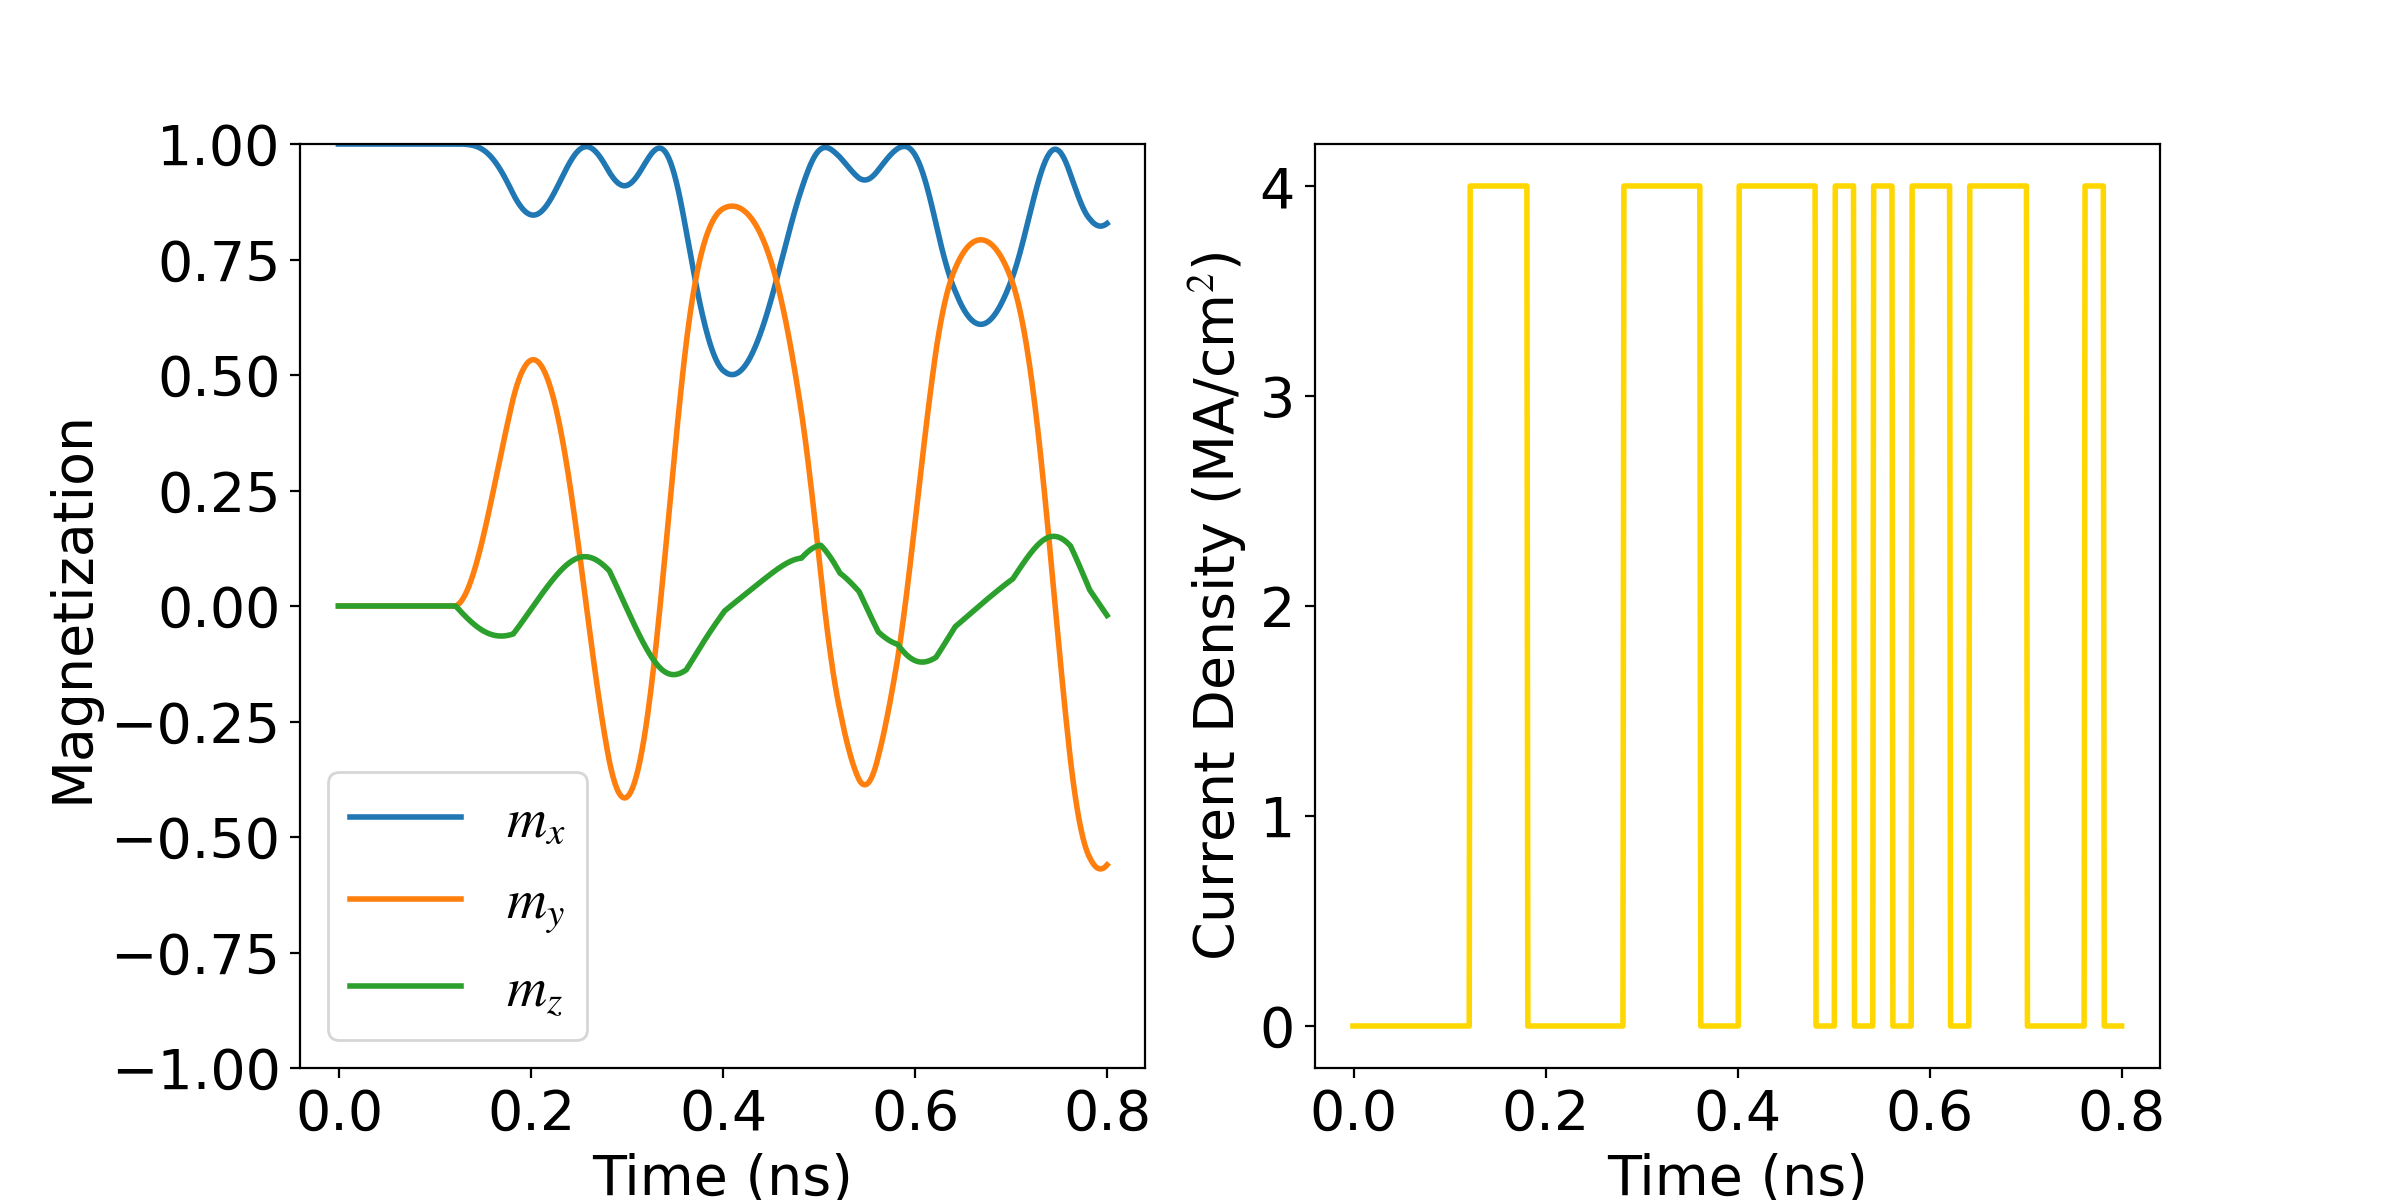 Magnetization
1.00
0.75
0.50
0.25
0.00
−0.25
−0.50
−0.75
−1.00
m_x
m_y
m_z
0.0 0.2 0.4 0.6 0.8
Time (ns)
Current Density (MA/cm²)
4
3
2
1
0
0.0 0.2 0.4 0.6 0.8
Time (ns)